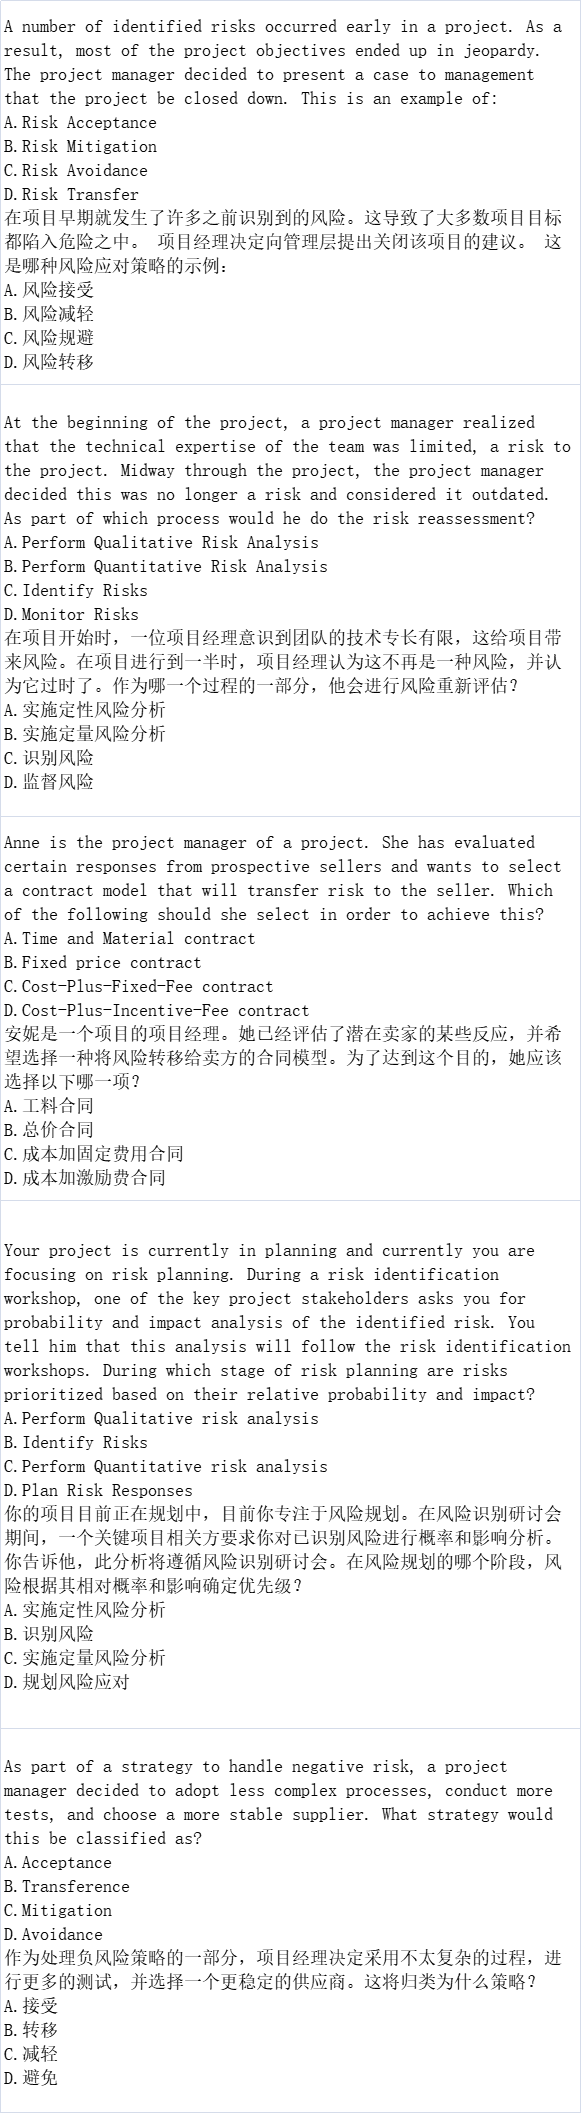 A number of identified risks occurred early in a project. As a
result, most of the project objectives ended up in jeopardy.
The project manager decided to present a case to management
that the project be closed down. This is an example of:
A.Risk Acceptance
B.Risk Mitigation
C.Risk Avoidance
D.Risk Transfer
在项目早期就发生了许多之前识别到的风险。这导致了大多数项目目标
都陷入危险之中。 项目经理决定向管理层提出关闭该项目的建议。 这
是哪种风险应对策略的示例：
A.风险接受
B.风险减轻
C.风险规避
D.风险转移
At the beginning of the project, a project manager realized
that the technical expertise of the team was limited, a risk to
the project. Midway through the project, the project manager
decided this was no longer a risk and considered it outdated.
As part of which process would he do the risk reassessment?
A.Perform Qualitative Risk Analysis
B.Perform Quantitative Risk Analysis
C.Identify Risks
D.Monitor Risks
在项目开始时，一位项目经理意识到团队的技术专长有限，这给项目带
来风险。在项目进行到一半时，项目经理认为这不再是一种风险，并认
为它过时了。作为哪一个过程的一部分，他会进行风险重新评估？
A.实施定性风险分析
B.实施定量风险分析
C.识别风险
D.监督风险
Anne is the project manager of a project. She has evaluated
certain responses from prospective sellers and wants to select
a contract model that will transfer risk to the seller. Which
of the following should she select in order to achieve this?
A.Time and Material contract
B.Fixed price contract
C.Cost-Plus-Fixed-Fee contract
D.Cost-Plus-Incentive-Fee contract
安妮是一个项目的项目经理。她已经评估了潜在卖家的某些反应，并希
望选择一种将风险转移给卖方的合同模型。为了达到这个目的，她应该
选择以下哪一项？
A.工料合同
B.总价合同
C.成本加固定费用合同
D.成本加激励费合同
Your project is currently in planning and currently you are
focusing on risk planning. During a risk identification
workshop, one of the key project stakeholders asks you for
probability and impact analysis of the identified risk. You
tell him that this analysis will follow the risk identification
workshops. During which stage of risk planning are risks
prioritized based on their relative probability and impact?
A.Perform Qualitative risk analysis
B.Identify Risks
C.Perform Quantitative risk analysis
D.Plan Risk Responses
你的项目目前正在规划中，目前你专注于风险规划。在风险识别研讨会
期间，一个关键项目相关方要求你对已识别风险进行概率和影响分析。
你告诉他，此分析将遵循风险识别研讨会。在风险规划的哪个阶段，风
险根据其相对概率和影响确定优先级？
A.实施定性风险分析
B.识别风险
C.实施定量风险分析
D.规划风险应对
As part of a strategy to handle negative risk, a project
manager decided to adopt less complex processes, conduct more
tests, and choose a more stable supplier. What strategy would
this be classified as?
A.Acceptance
B.Transference
C.Mitigation
D.Avoidance
作为处理负风险策略的一部分，项目经理决定采用不太复杂的过程，进
行更多的测试，并选择一个更稳定的供应商。这将归类为什么策略？
A.接受
B.转移
C.减轻
D.避免